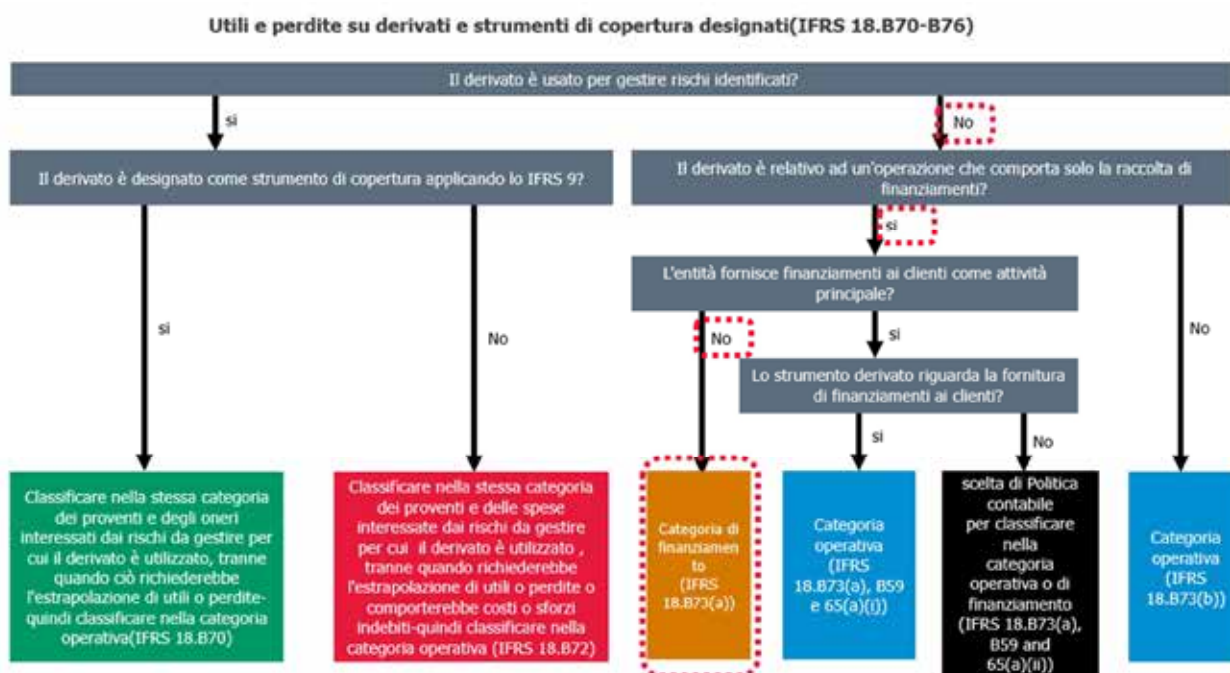 Utili e perdite su derivati e strumenti di copertura designati(IFRS 18.B70-B76)
Il derivato è usato per gestire rischi identificati?
si
No
Il derivato è designato come strumento di copertura applicando lo IFRS 9?
Il derivato è relativo ad un'operazione che comporta solo la raccolta di
finanziamenti?
si
L'entità fornisce finanziamenti ai clienti come attività
principale?
si
No
No
si
No
Lo strumento derivato riguarda la fornitura
di finanziamenti ai clienti?
si
No
Classificare nella stessa categoria
dei proventi e degli oneri
interessati dai rischi da gestire per
cui il derivato è utilizzato, tranne
quando ciò richiederebbe
l'estrapolazione di utili o perdite-
quindi classificare nella categoria
operativa(IFRS 18.B70)
Classificare nella stessa categoria
dei proventi e delle spese
interessate dai rischi da gestire
per cui il derivato è utilizzato ,
tranne quando richiederebbe
l'estrapolazione di utili o perdite o
comporterebbe costi o sforzi
indebiti-quindi classificare nella
categoria operativa (IFRS 18.B72)
Categoria di
finanziamen
to
(IFRS
18.B73(a))
Categoria
operativa
(IFRS
18.B73(a), B59
e 65(a)(i))
scelta di Politica
contabile
per classificare
nella
categoria
operativa o di
finanziamento
(IFRS 18.B73(a),
B59 and
65(a)(ii))
Categoria
operativa
(IFRS
18.B73(b))